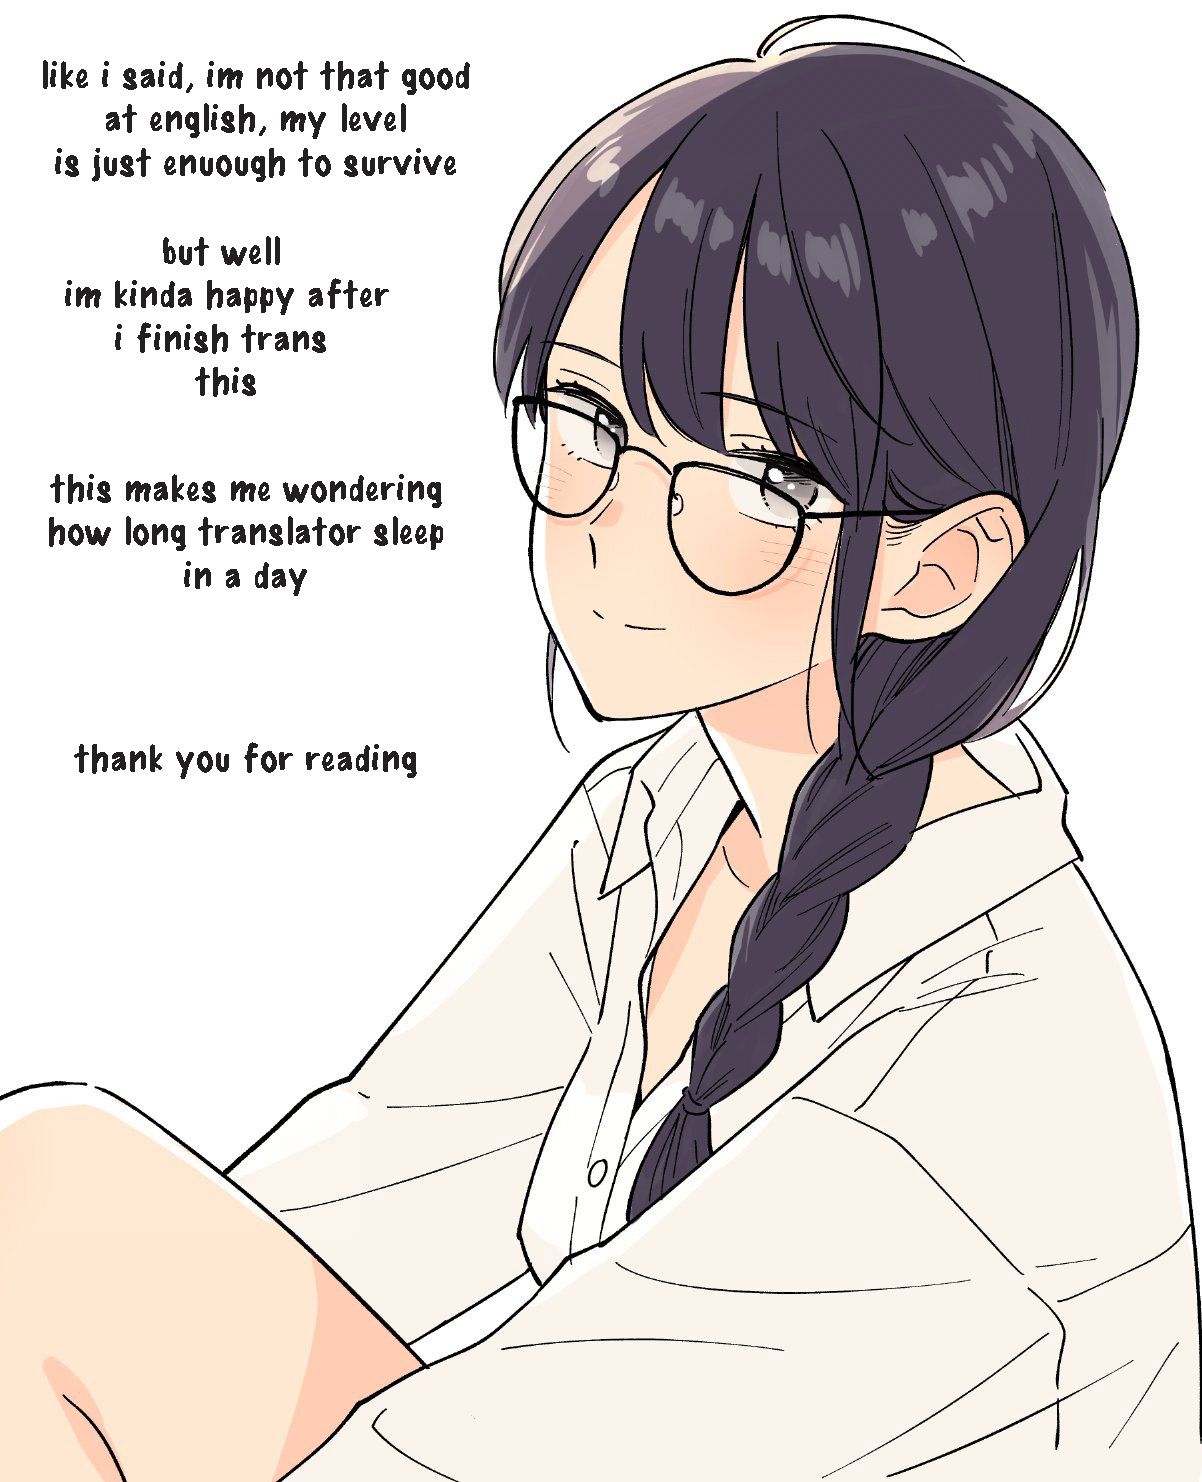 like i said, im not that good
at english, my level
is just enuough to survive
but well
im kinda happy after
i finish trans
this
this makes me wondering
how long translator sleep
in a day
thank you for reading